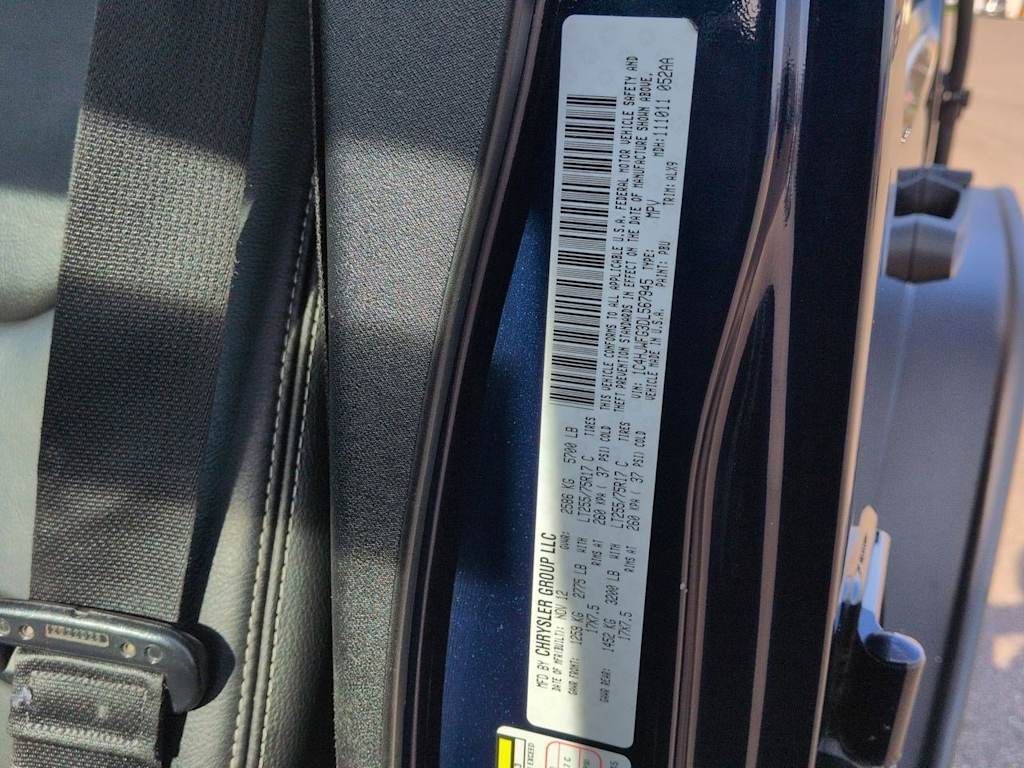 MFD BY CHRYSLER GROUP LLC
DATE OF MFR(BUILT): NOV 12 GVWR: 2586 KG 5700 LB
GAWR FRONT: 1259 KG 2775 LB WITH LT255/75R17 C TIRES
17X7.5 RIMS AT 260 KPA ( 37 PSI) COLD
GAWR REAR: 1452 KG 3200 LB WITH LT255/75R17 C TIRES
17X7.5 RIMS AT 260 KPA ( 37 PSI) COLD
THIS VEHICLE CONFORMS TO ALL APPLICABLE U.S.A. FEDERAL MOTOR VEHICLE SAFETY AND
THEFT PREVENTION STANDARDS IN EFFECT ON THE DATE OF MANUFACTURE SHOWN ABOVE.
VIN: 1C4HJWFG3DL567945 TYPE: MPV MDH:111011 052AA
VEHICLE MADE IN U.S.A. PAINT: PBU TRIM: ALX9
EXCEED